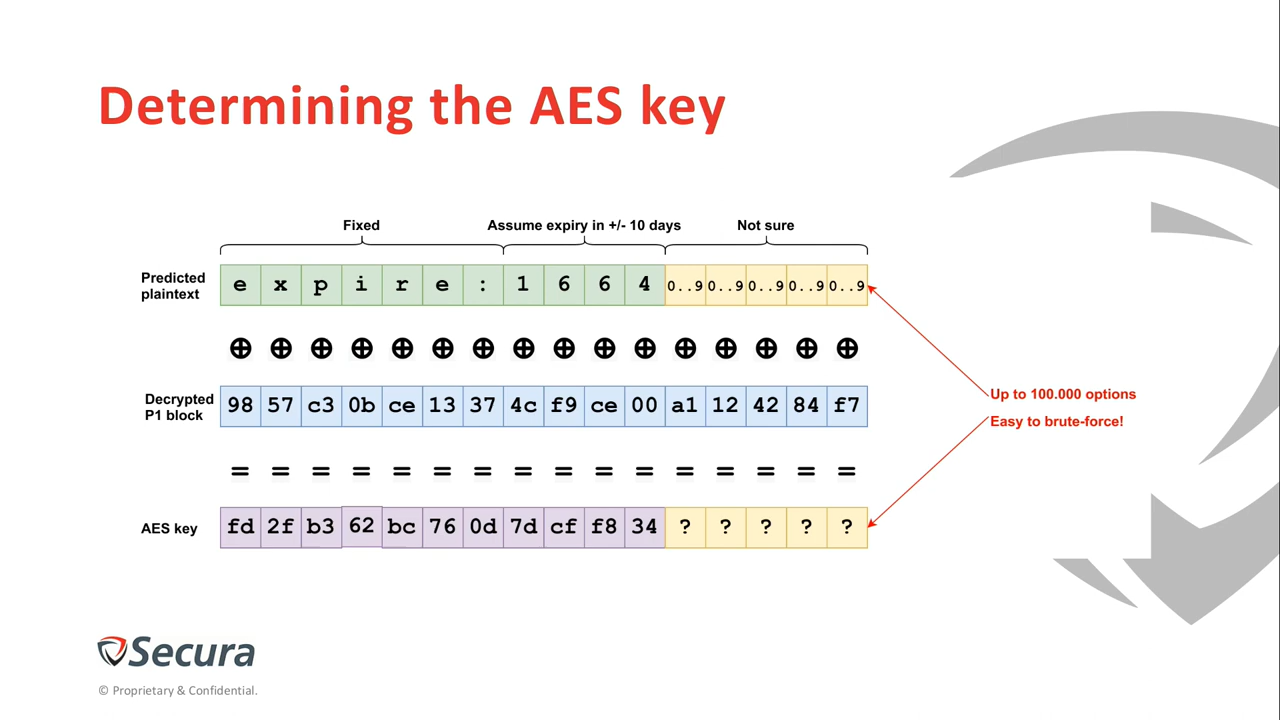 Determining the AES key
Fixed
Assume expiry in +/- 10 days
Not sure
Predicted
plaintext
e x p i r e : 1 6 6 4 0..9 0..9 0..9 0..9 0..9
⊕ ⊕ ⊕ ⊕ ⊕ ⊕ ⊕ ⊕ ⊕ ⊕ ⊕ ⊕ ⊕ ⊕ ⊕ ⊕
Decrypted
P1 block
98 57 c3 0b ce 13 37 4c f9 ce 00 a1 12 42 84 f7
Up to 100.000 options
Easy to brute-force!
= = = = = = = = = = = = = = = =
AES key
fd 2f b3 62 bc 76 0d 7d cf f8 34 ? ? ? ? ?
Secura
© Proprietary & Confidential.